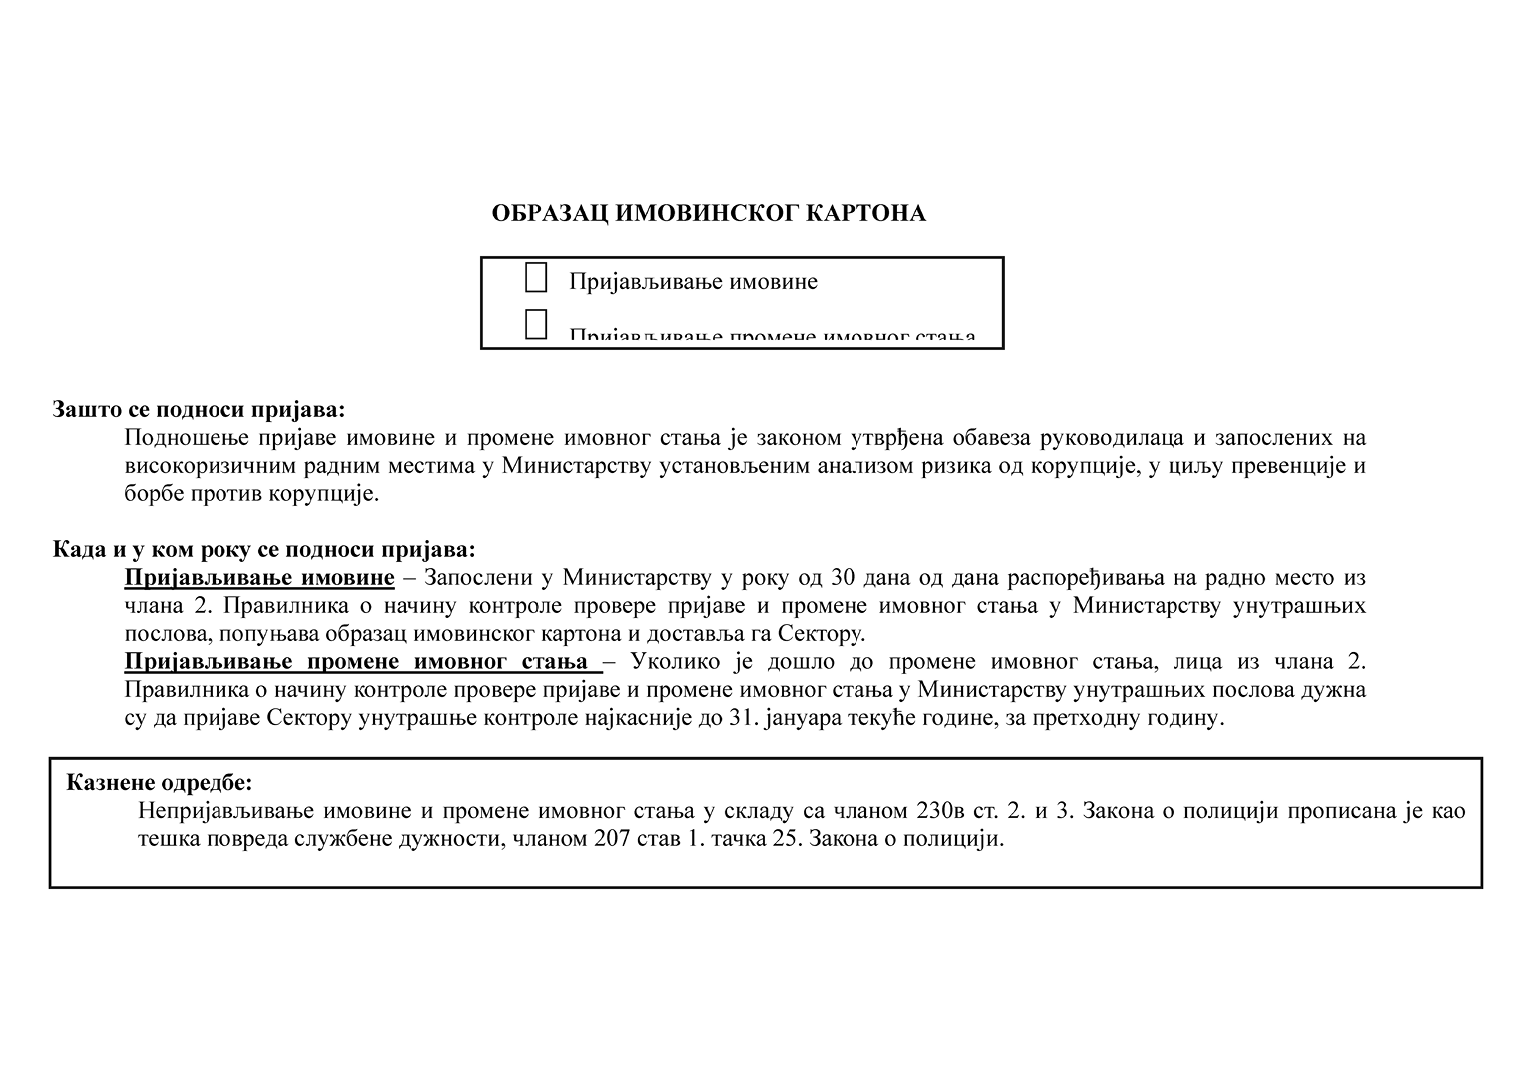 ОБРАЗАЦ ИМОВИНСКОГ КАРТОНА
Пријављивање имовине
Пријављивање промене имовног стања
Зашто се подноси пријава:
Подношење пријаве имовине и промене имовног стања је законом утврђена обавеза руководилаца и запослених на
високоризичним радним местима у Министарству установљеним анализом ризика од корупције, у циљу превенције и
борбе против корупције.
Када и у ком року се подноси пријава:
Пријављивање имовине – Запослени у Министарству у року од 30 дана од дана распоређивања на радно место из
члана 2. Правилника о начину контроле провере пријаве и промене имовног стања у Министарству унутрашњих
послова, попуњава образац имовинског картона и доставља га Сектору.
Пријављивање промене имовног стања – Уколико је дошло до промене имовног стања, лица из члана 2.
Правилника о начину контроле провере пријаве и промене имовног стања у Министарству унутрашњих послова дужна
су да пријаве Сектору унутрашње контроле најкасније до 31. јануара текуће године, за претходну годину.
Казнене одредбе:
Непријављивање имовине и промене имовног стања у складу са чланом 230в ст. 2. и 3. Закона о полицији прописана је као
тешка повреда службене дужности, чланом 207 став 1. тачка 25. Закона о полицији.